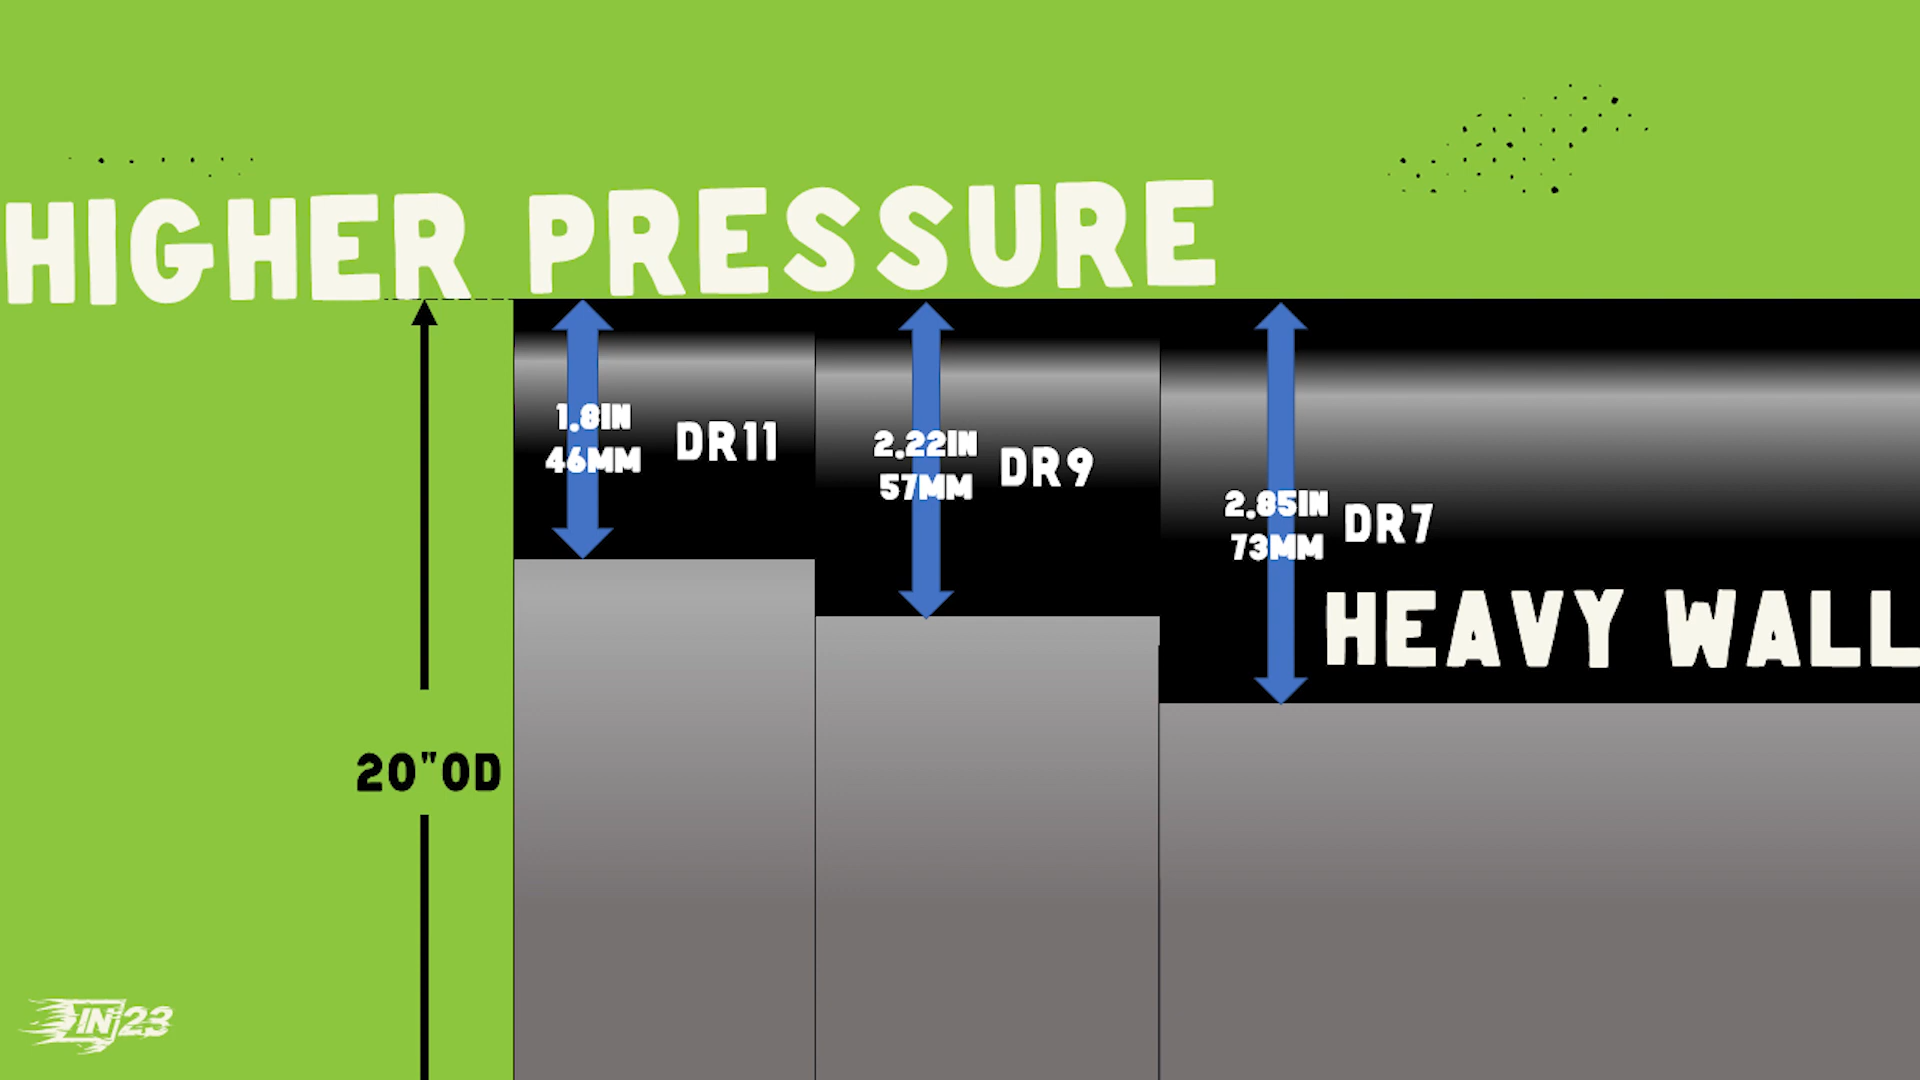 HIGHER PRESSURE
1.8IN
46MM
DR11
2.22IN
57MM
DR9
2.85IN
73MM
DR7
HEAVY WALL
20"OD
IN23